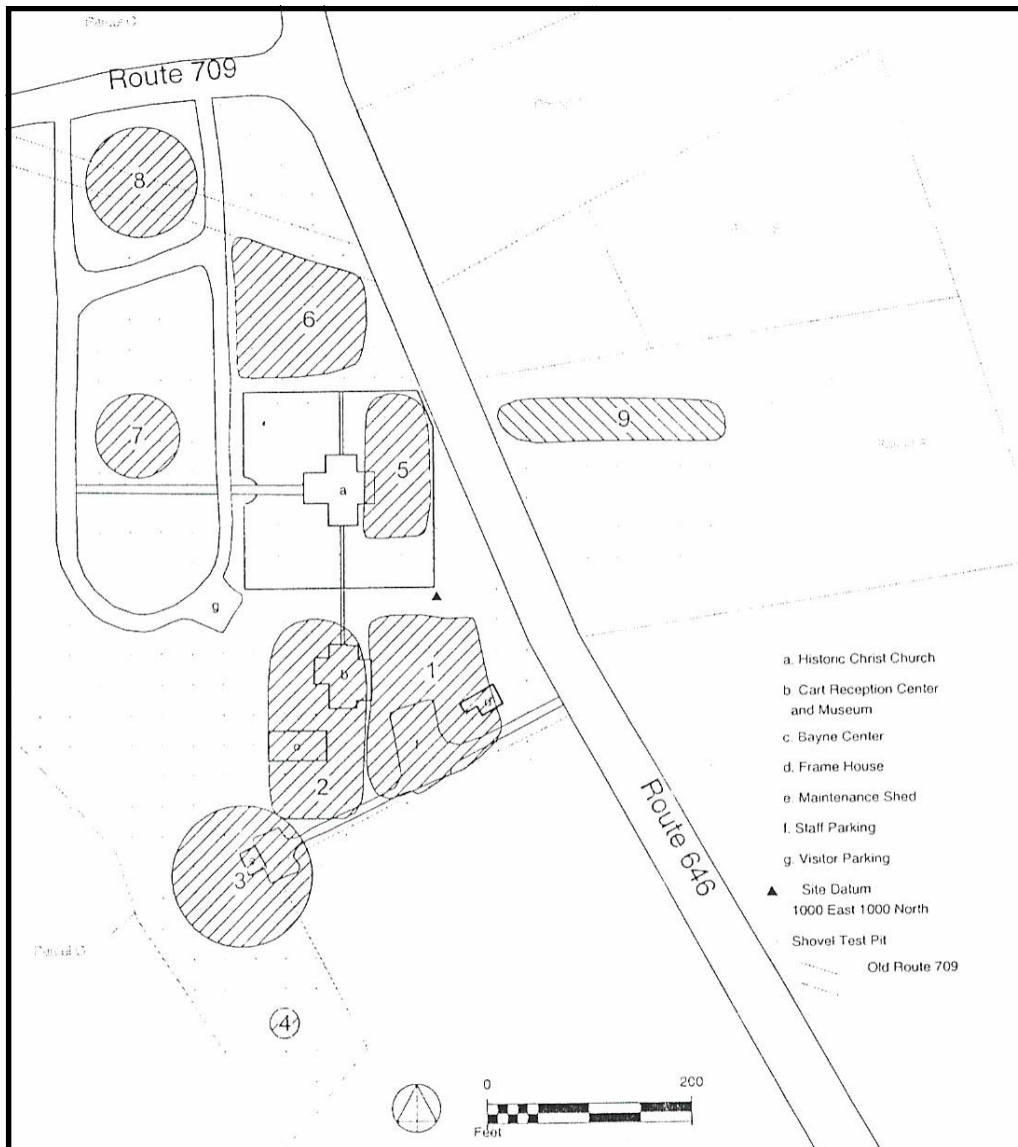 Route 709
8
6
7
9
5
a
g
1
b
2
3
4
Route 646
a. Historic Christ Church
b. Cart Reception Center
and Museum
c. Bayne Center
d. Frame House
e. Maintenance Shed
f. Staff Parking
g. Visitor Parking
▲ Site Datum
1000 East 1000 North
Shovel Test Pit
Old Route 709
0 200
Feet